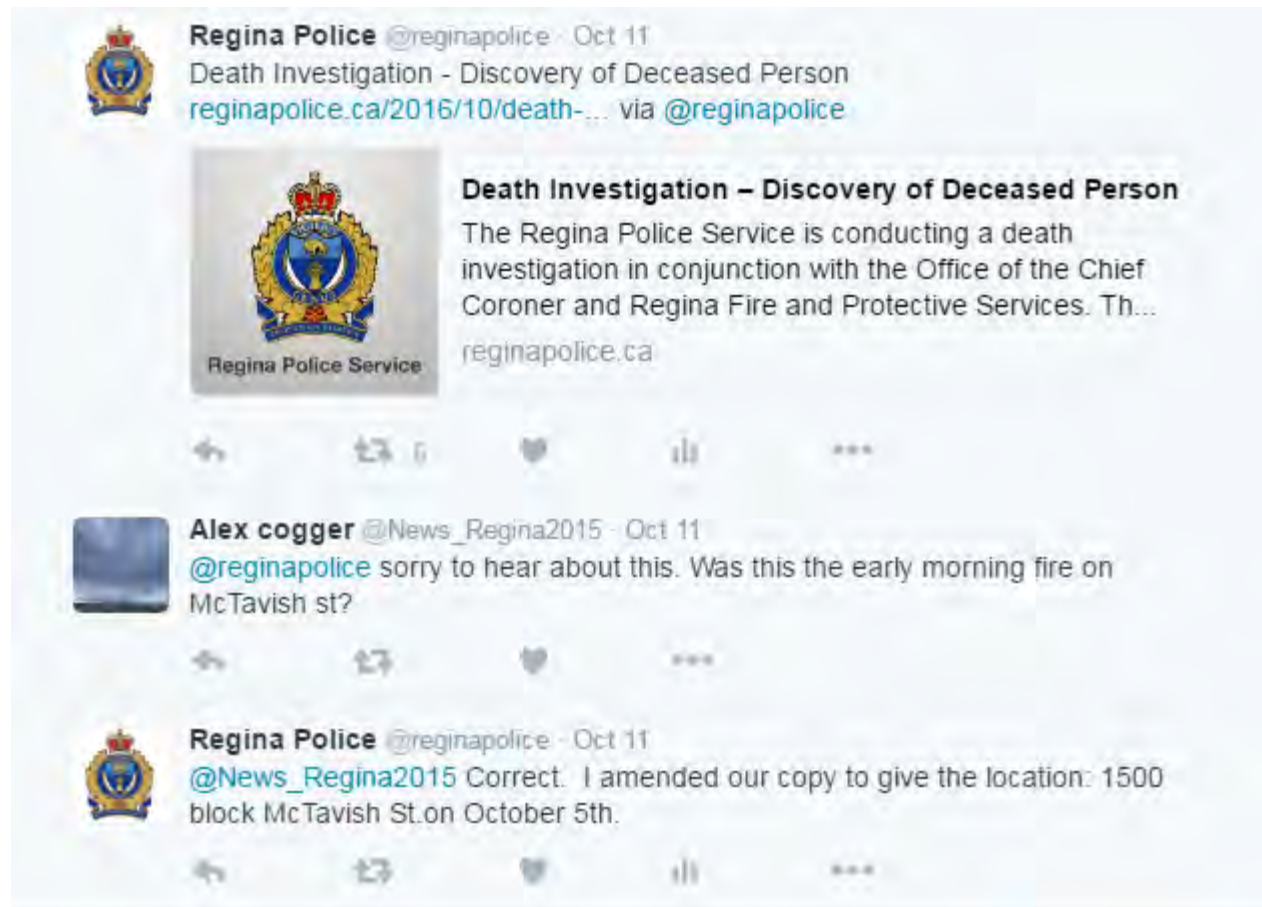 Regina Police @reginapolice · Oct 11
Death Investigation - Discovery of Deceased Person
reginapolice.ca/2016/10/death-... via @reginapolice
Death Investigation – Discovery of Deceased Person
The Regina Police Service is conducting a death
investigation in conjunction with the Office of the Chief
Coroner and Regina Fire and Protective Services. Th...
reginapolice.ca
Regina Police Service
6
Alex cogger @News_Regina2015 · Oct 11
@reginapolice sorry to hear about this. Was this the early morning fire on
McTavish st?
Regina Police @reginapolice · Oct 11
@News_Regina2015 Correct.  I amended our copy to give the location: 1500
block McTavish St.on October 5th.